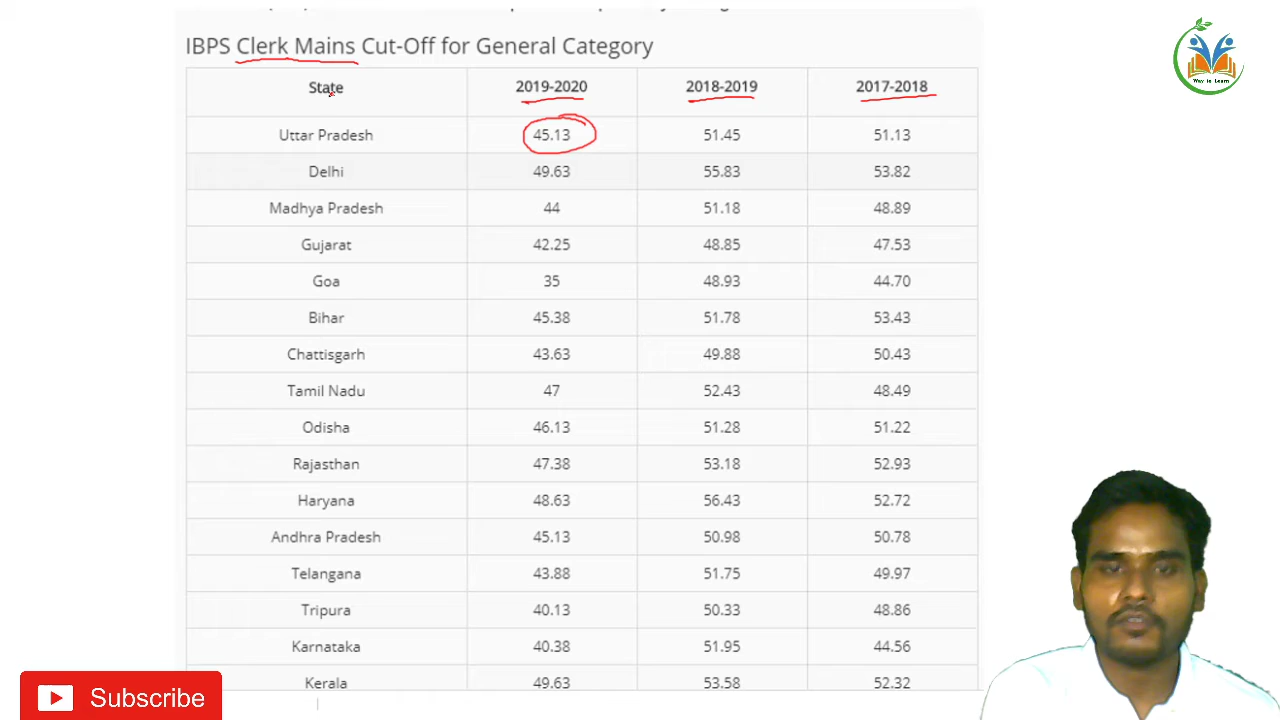 IBPS Clerk Mains Cut-Off for General Category
State 2019-2020 2018-2019 2017-2018
Uttar Pradesh 45.13 51.45 51.13
Delhi 49.63 55.83 53.82
Madhya Pradesh 44 51.18 48.89
Gujarat 42.25 48.85 47.53
Goa 35 48.93 44.70
Bihar 45.38 51.78 53.43
Chattisgarh 43.63 49.88 50.43
Tamil Nadu 47 52.43 48.49
Odisha 46.13 51.28 51.22
Rajasthan 47.38 53.18 52.93
Haryana 48.63 56.43 52.72
Andhra Pradesh 45.13 50.98 50.78
Telangana 43.88 51.75 49.97
Tripura 40.13 50.33 48.86
Karnataka 40.38 51.95 44.56
Kerala 49.63 53.58 52.32
Way to Learn
Subscribe